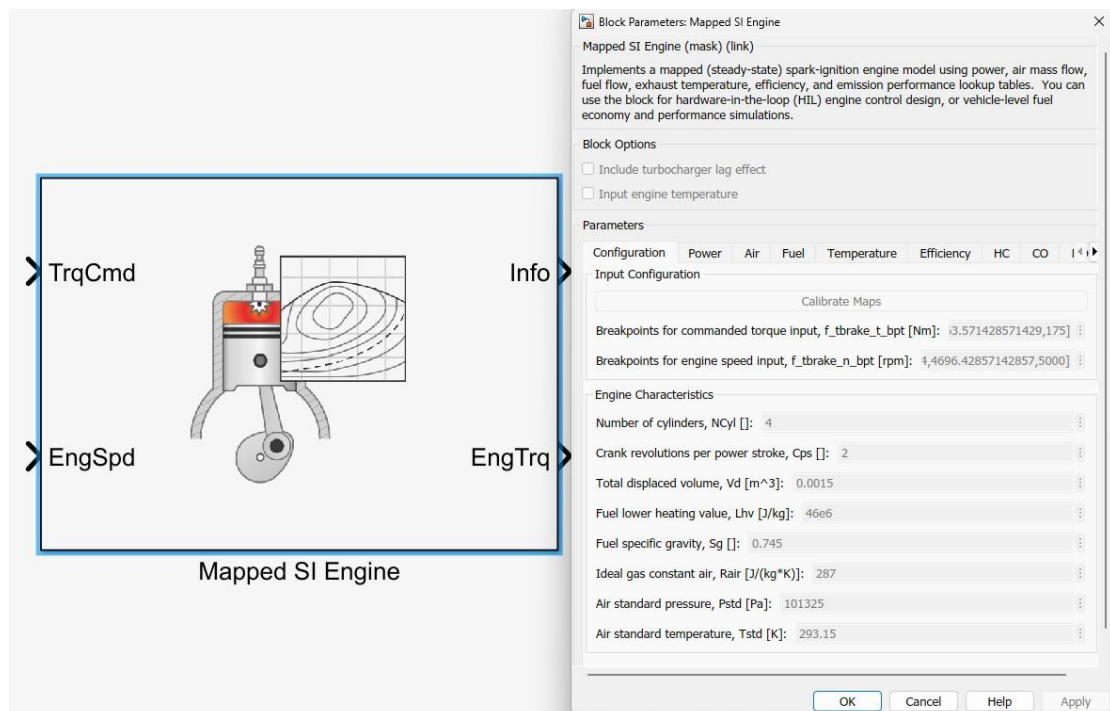 TrqCmd
EngSpd
Info
EngTrq
Mapped SI Engine
Block Parameters: Mapped SI Engine
Mapped SI Engine (mask) (link)
Implements a mapped (steady-state) spark-ignition engine model using power, air mass flow,
fuel flow, exhaust temperature, efficiency, and emission performance lookup tables. You can
use the block for hardware-in-the-loop (HIL) engine control design, or vehicle-level fuel
economy and performance simulations.
Block Options
Include turbocharger lag effect
Input engine temperature
Parameters
Configuration Power Air Fuel Temperature Efficiency HC CO
Input Configuration
Calibrate Maps
Breakpoints for commanded torque input, f_tbrake_t_bpt [Nm]: 3.571428571429,175]
Breakpoints for engine speed input, f_tbrake_n_bpt [rpm]: 4,4696.42857142857,5000]
Engine Characteristics
Number of cylinders, NCyl []: 4
Crank revolutions per power stroke, Cps []: 2
Total displaced volume, Vd [m^3]: 0.0015
Fuel lower heating value, Lhv [J/kg]: 46e6
Fuel specific gravity, Sg []: 0.745
Ideal gas constant air, Rair [J/(kg*K)]: 287
Air standard pressure, Pstd [Pa]: 101325
Air standard temperature, Tstd [K]: 293.15
OK Cancel Help Apply